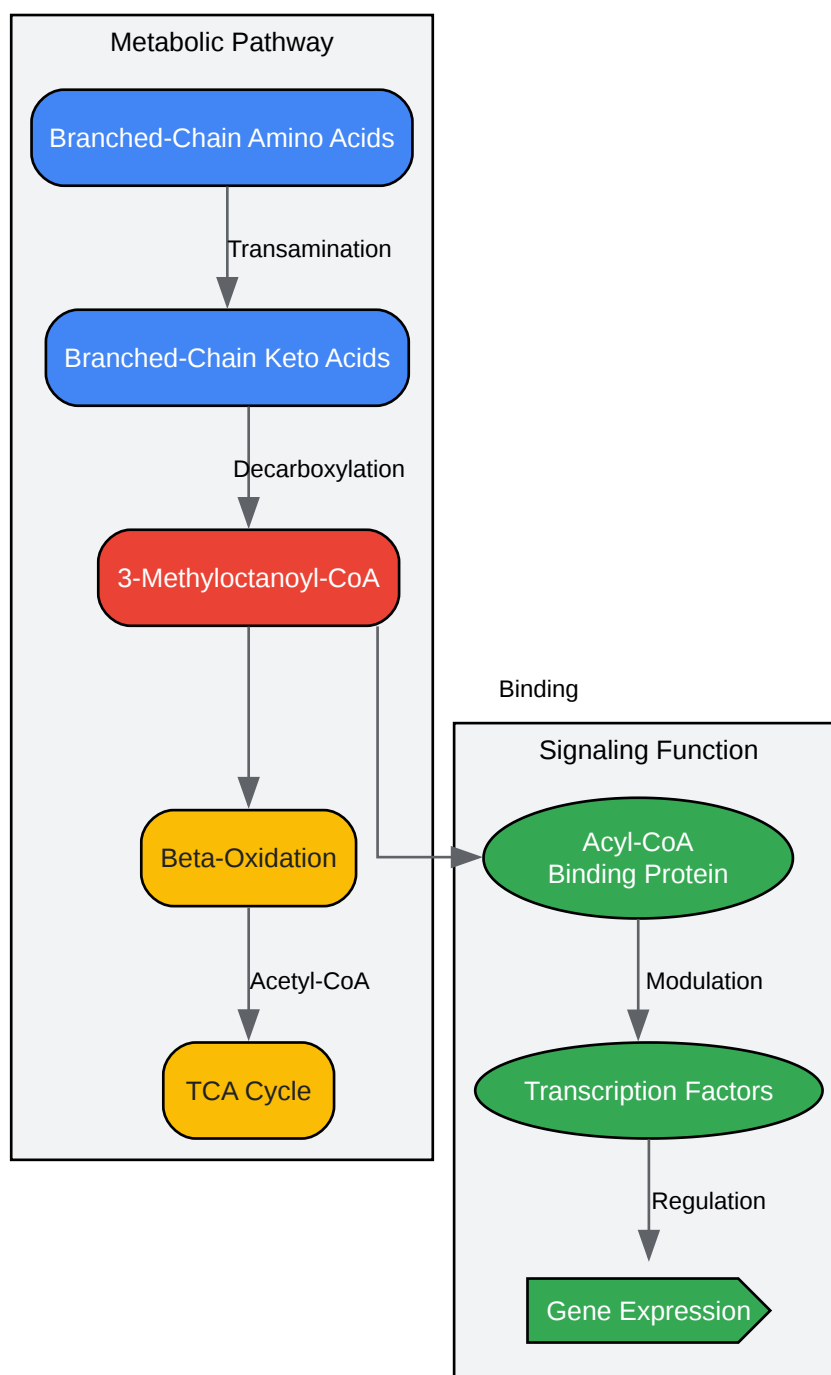 Metabolic Pathway
Branched-Chain Amino Acids
Transamination
Branched-Chain Keto Acids
Decarboxylation
3-Methyloctanoyl-CoA
Beta-Oxidation
Acetyl-CoA
TCA Cycle
Binding
Signaling Function
Acyl-CoA
Binding Protein
Modulation
Transcription Factors
Regulation
Gene Expression